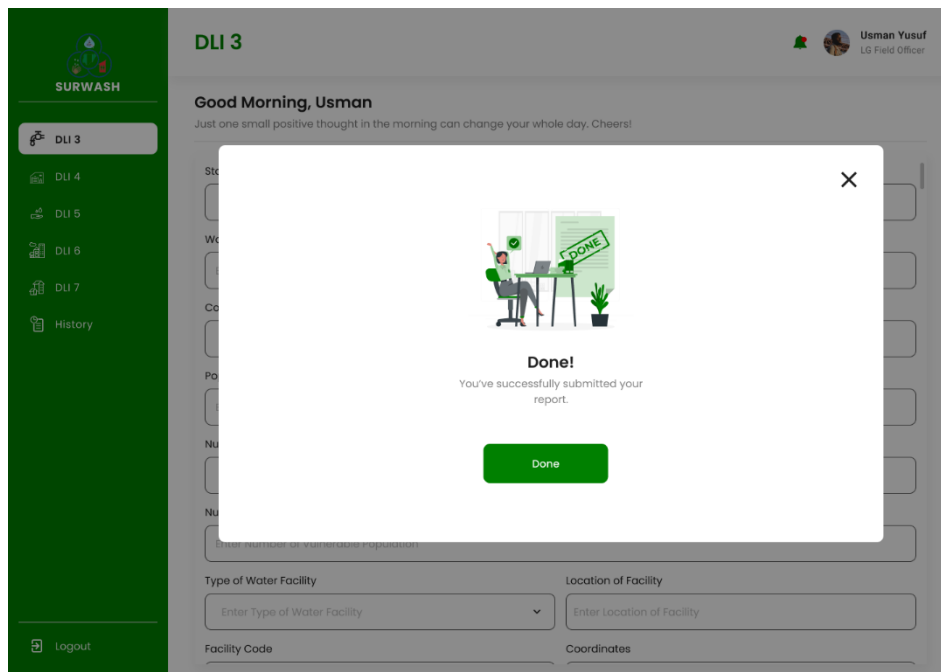 SURWASH
DLI 3
DLI 4
DLI 5
DLI 6
DLI 7
History
Logout
DLI 3
Usman Yusuf
LG Field Officer
Good Morning, Usman
Just one small positive thought in the morning can change your whole day. Cheers!
DONE
Done!
You've successfully submitted your
report.
Done
Enter Number of Vulnerable Population
Type of Water Facility
Location of Facility
Enter Type of Water Facility
Enter Location of Facility
Facility Code
Coordinates